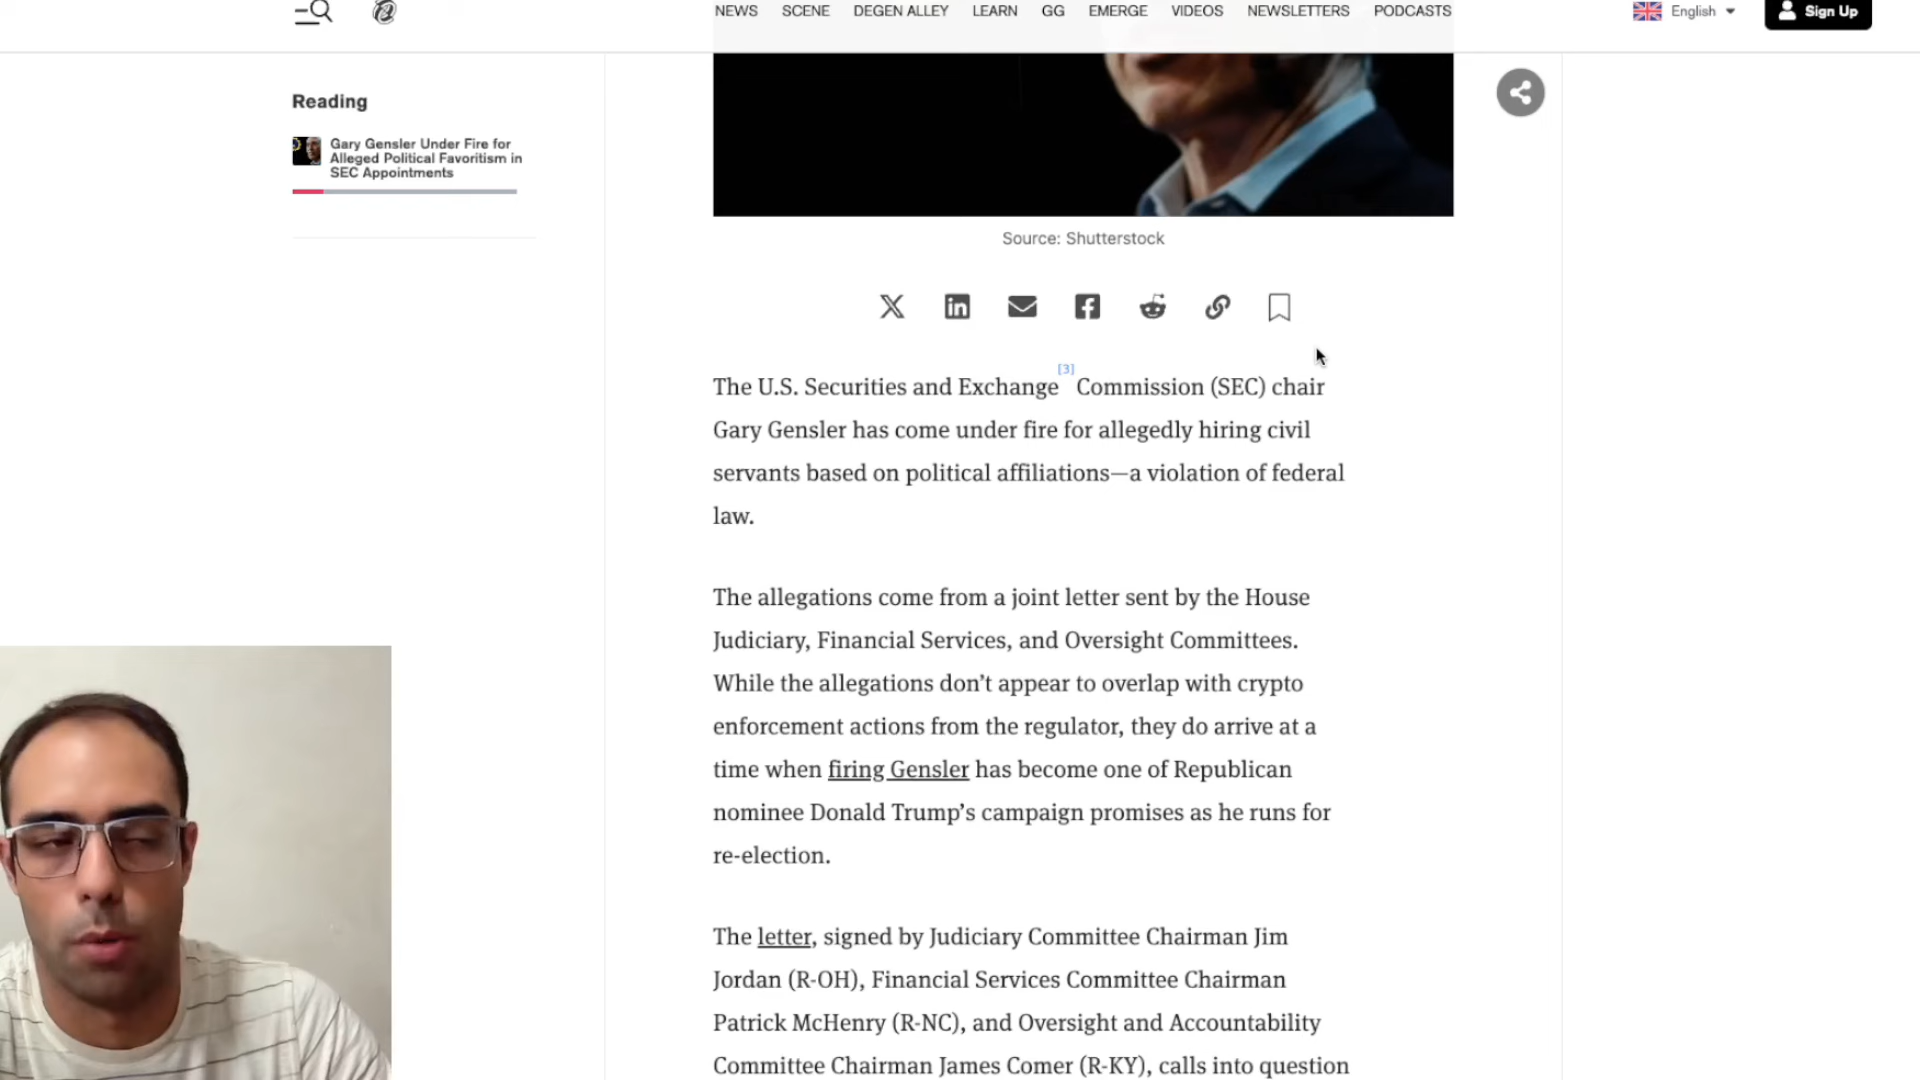 NEWS SCENE DEGEN ALLEY LEARN GG EMERGE VIDEOS NEWSLETTERS PODCASTS
English
Sign Up
Reading
Gary Gensler Under Fire for
Alleged Political Favoritism in
SEC Appointments
Source: Shutterstock
The U.S. Securities and Exchange[3] Commission (SEC) chair
Gary Gensler has come under fire for allegedly hiring civil
servants based on political affiliations—a violation of federal
law.
The allegations come from a joint letter sent by the House
Judiciary, Financial Services, and Oversight Committees.
While the allegations don’t appear to overlap with crypto
enforcement actions from the regulator, they do arrive at a
time when firing Gensler has become one of Republican
nominee Donald Trump’s campaign promises as he runs for
re-election.
The letter, signed by Judiciary Committee Chairman Jim
Jordan (R-OH), Financial Services Committee Chairman
Patrick McHenry (R-NC), and Oversight and Accountability
Committee Chairman James Comer (R-KY), calls into question